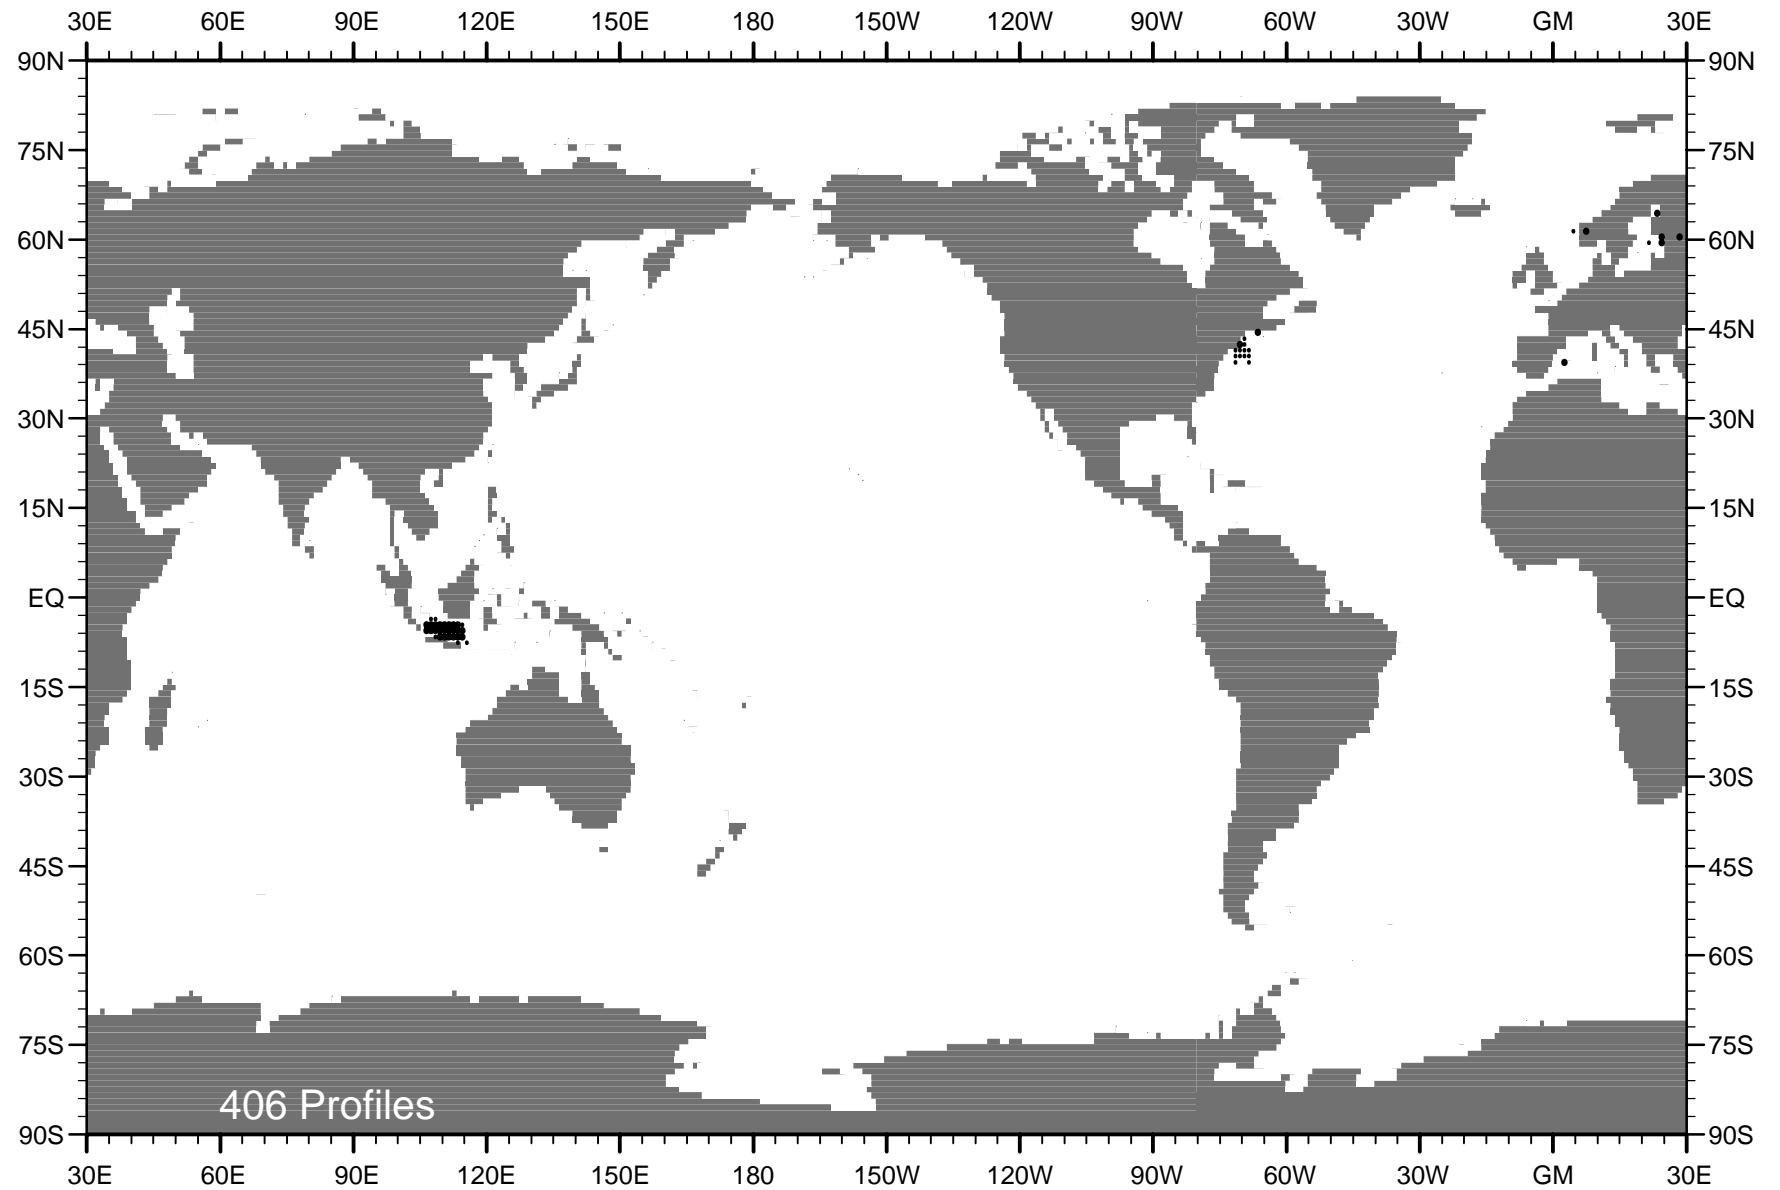 30E 60E 90E 120E 150E 180 150W 120W 90W 60W 30W GM 30E
90N 90N
75N 75N
60N 60N
45N 45N
30N 30N
15N 15N
EQ EQ
15S 15S
30S 30S
45S 45S
60S 60S
75S 75S
406 Profiles
90S 90S
30E 60E 90E 120E 150E 180 150W 120W 90W 60W 30W GM 30E